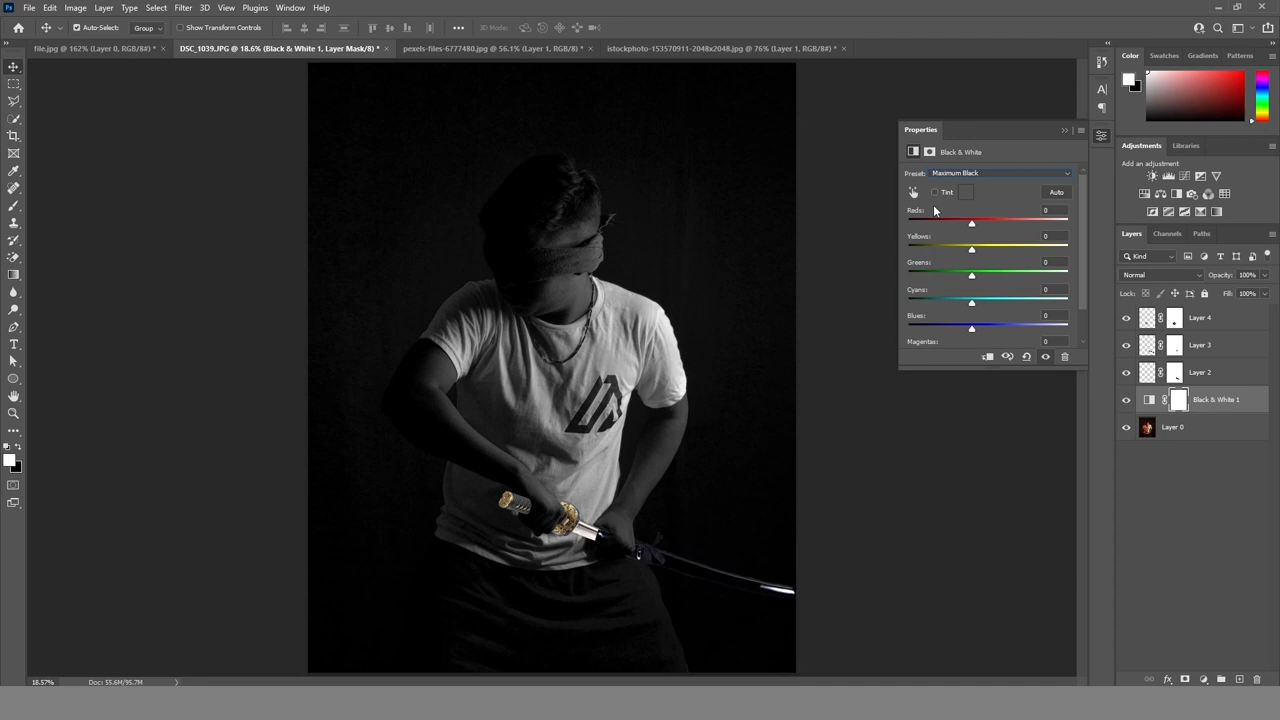 Ps File Edit Image Layer Type Select Filter 3D View Plugins Window Help
Auto-Select: Group Show Transform Controls 3D Mode:
file.jpg @ 162% (Layer 0, RGB/8#) * × DSC_1039.JPG @ 18.6% (Black & White 1, Layer Mask/8) * × pexels-files-6777480.jpg @ 56.1% (Layer 1, RGB/8) * × istockphoto-153570911-2048x2048.jpg @ 76% (Layer 1, RGB/8#) * ×
Color Swatches Gradients Patterns
Properties
Black & White
Preset: Maximum Black
Tint Auto
Reds: 0
Yellows: 0
Greens: 0
Cyans: 0
Blues: 0
Magentas: 0
Adjustments Libraries
Add an adjustment
Layers Channels Paths
Kind
Normal Opacity: 100%
Lock: Fill: 100%
Layer 4
Layer 3
Layer 2
Black & White 1
Layer 0
18.57% Doc: 55.6M/95.7M